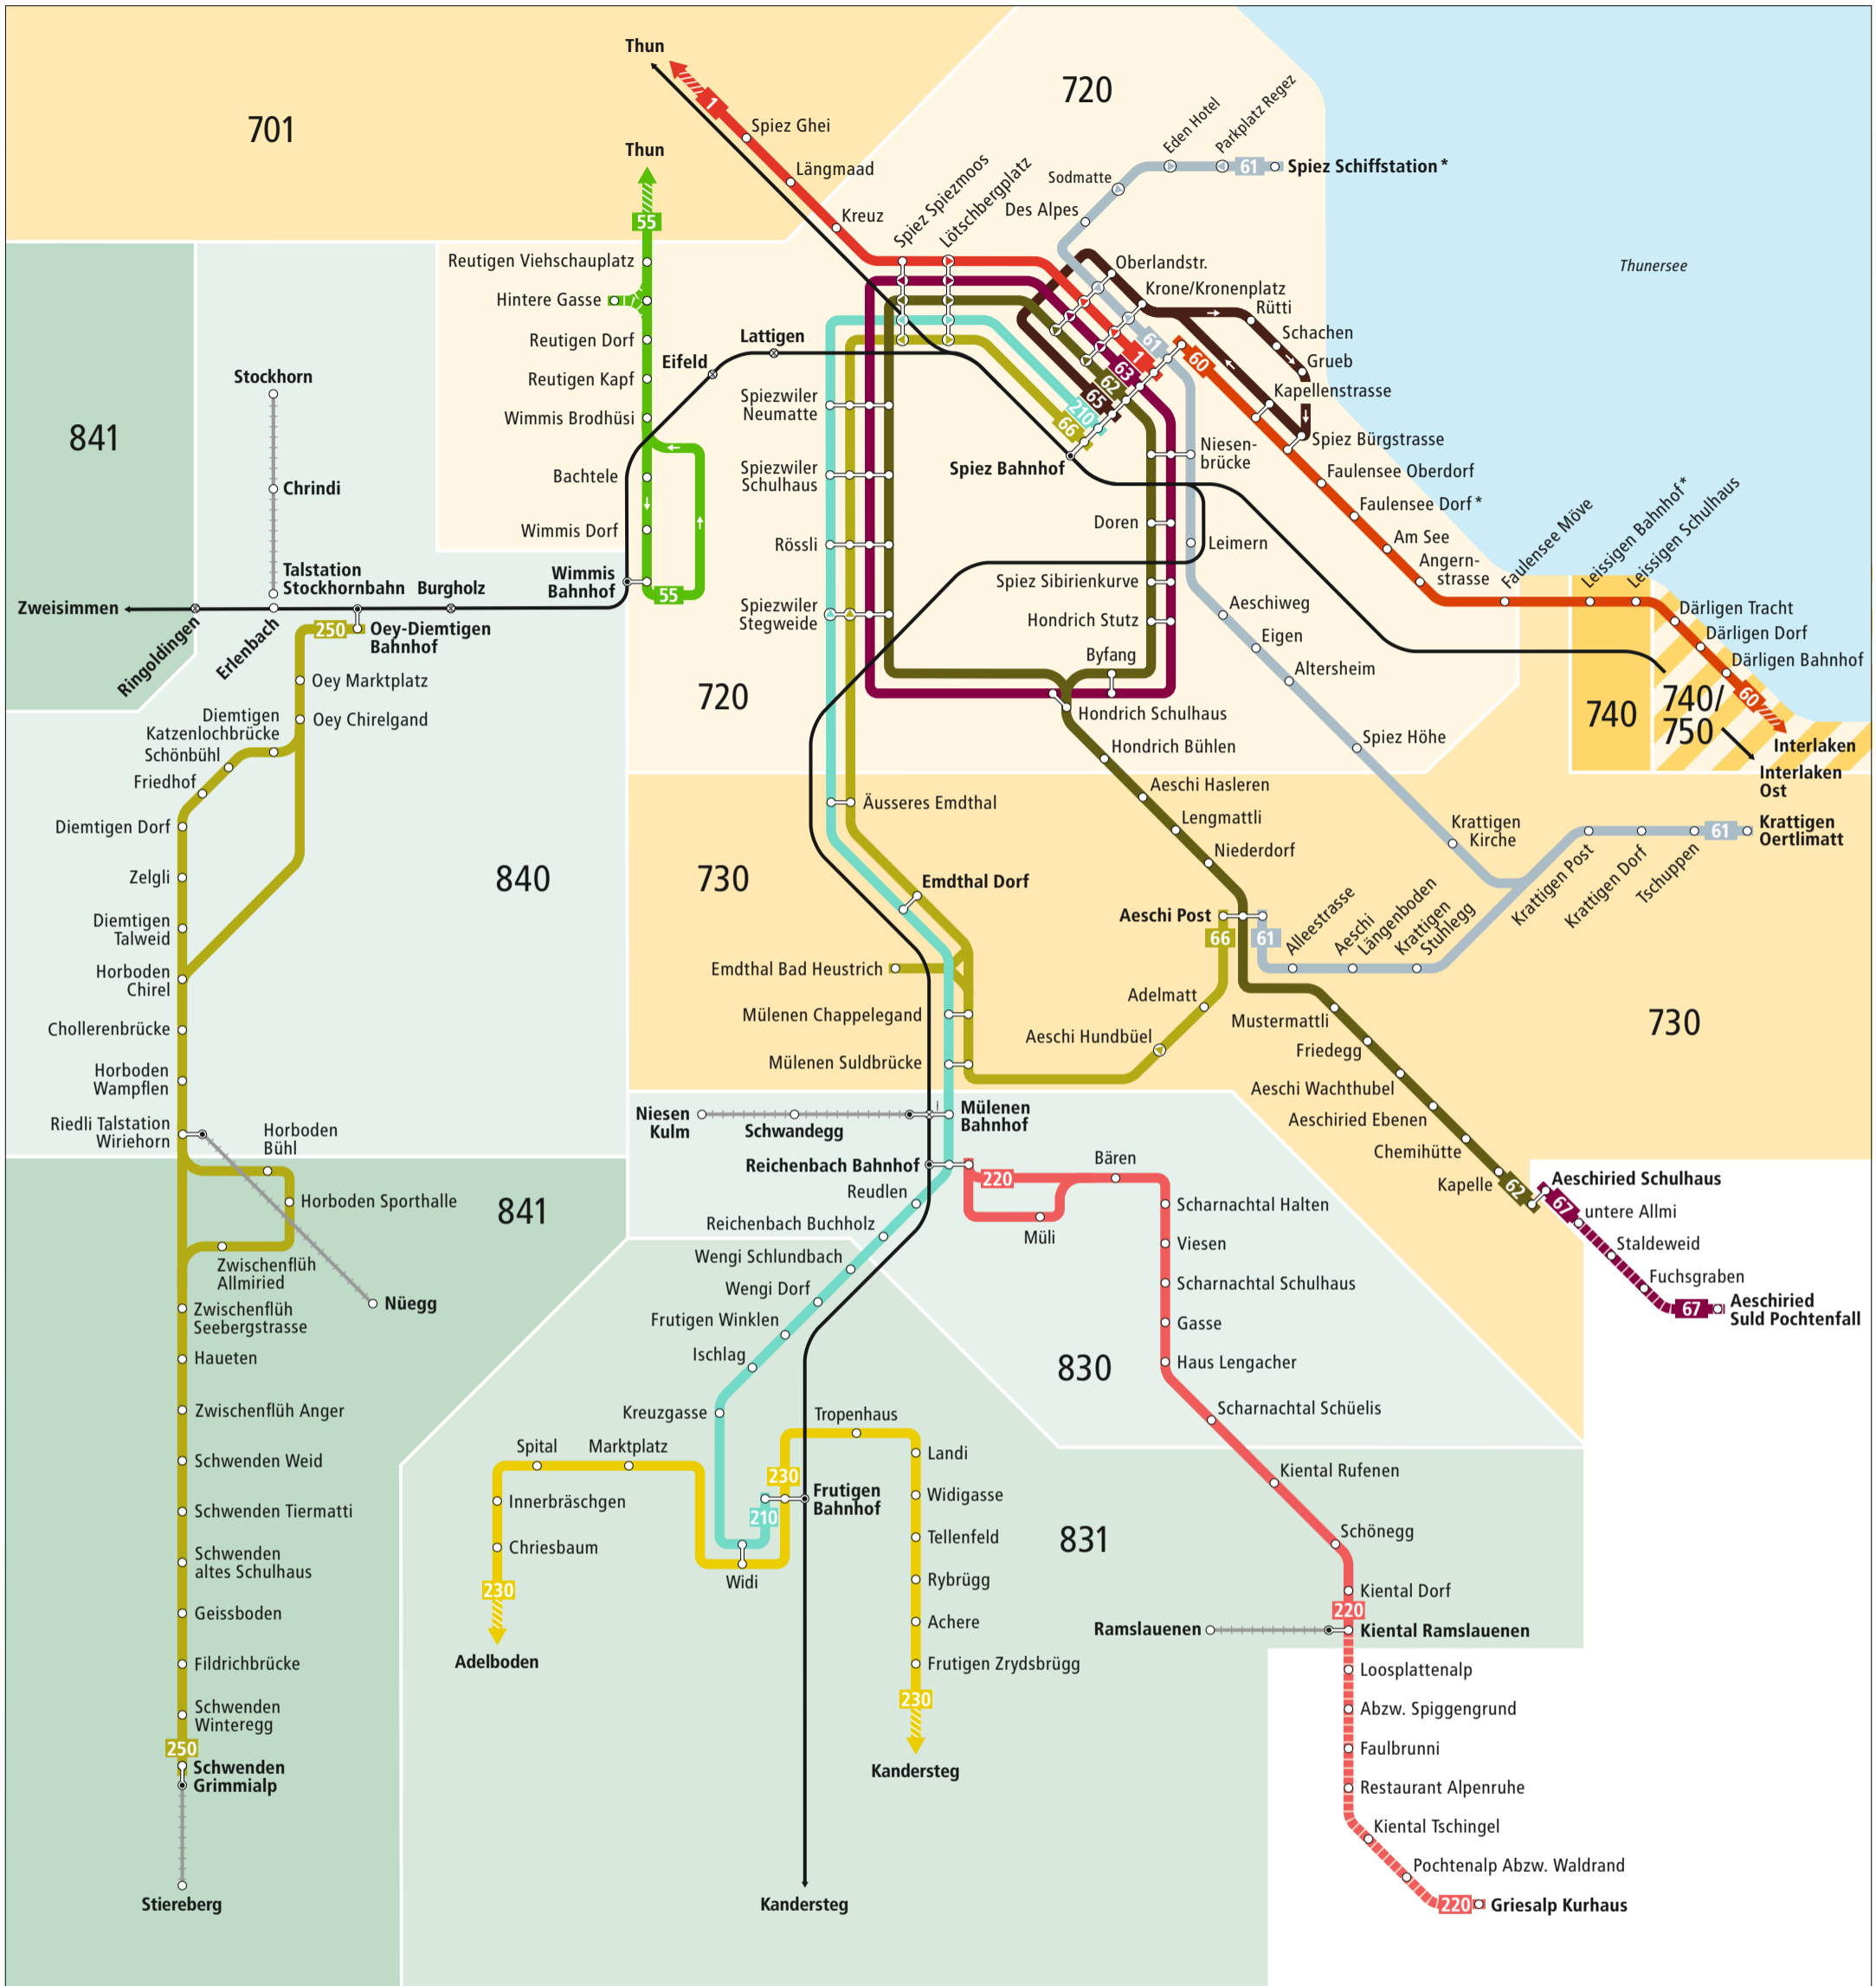 Thun
1
Spiez Ghei
Längmaad
Kreuz
701
720
Thun
55
Reutigen Viehschauplatz
Hintere Gasse
Reutigen Dorf
Reutigen Kapf
Wimmis Brodhüsi
Bachtele
Wimmis Dorf
Wimmis
Bahnhof
55
Eifeld
Lattigen
Spiez Spiezmoos
Lötschbergplatz
Eden Hotel
Parkplatz Regez
61
Spiez Schiffstation *
Sodmatte
Des Alpes
Oberlandstr.
Krone/Kronenplatz
Rütti
Schachen
Grueb
Kapellenstrasse
Spiez Bürgstrasse
Faulensee Oberdorf
Faulensee Dorf *
Am See
Angern-
strasse
Faulensee Möve
Leissigen Bahnhof *
Leissigen Schulhaus
Därligen Tracht
Därligen Dorf
Därligen Bahnhof
60
Interlaken
Interlaken
Ost
740
740/
750
Thunersee
61
1
63
62
65
210
66
60
Spiez Bahnhof
Niesen-
brücke
Doren
Leimern
Spiez Sibirienkurve
Hondrich Stutz
Byfang
Hondrich Schulhaus
Hondrich Bühlen
Aeschi Hasleren
Lengmattli
Niederdorf
Aeschi Post
66
61
Aeschiweg
Eigen
Altersheim
Spiez Höhe
Krattigen
Kirche
Krattigen Post
Krattigen Dorf
Tschuppen
61
Krattigen
Oertlimatt
Alleestrasse
Aeschi
Längenboden
Krattigen
Stuhlegg
Spiezwiler
Neumatte
Spiezwiler
Schulhaus
Rössli
Spiezwiler
Stegweide
720
Äusseres Emdthal
730
Emdthal Dorf
Emdthal Bad Heustrich
Mülenen Chappelegand
Mülenen Suldbrücke
Aeschi Hundbüel
Adelmatt
Mustermattli
Friedegg
Aeschi Wachthubel
Aeschiried Ebenen
Chemihütte
Kapelle
62
730
Aeschiried Schulhaus
67
untere Allmi
Staldeweid
Fuchsgraben
67
Aeschiried
Suld Pochtenfall
841
Stockhorn
Chrindi
Talstation
Stockhornbahn
Burgholz
Zweisimmen
Ringoldingen
Erlenbach
250
Oey-Diemtigen
Bahnhof
Oey Marktplatz
Oey Chirelgand
Diemtigen
Katzenlochbrücke
Schönbühl
Friedhof
Diemtigen Dorf
Zelgli
Diemtigen
Talweid
Horboden
Chirel
Chollerenbrücke
Horboden
Wampflen
Riedli Talstation
Wiriehorn
840
Horboden
Bühl
Horboden Sporthalle
Zwischenflüh
Allmiried
Nüegg
841
Zwischenflüh
Seebergstrasse
Haueten
Zwischenflüh Anger
Schwenden Weid
Schwenden Tiermatti
Schwenden
altes Schulhaus
Geissboden
Fildrichbrücke
Schwenden
Winteregg
250
Schwenden
Grimmialp
Stiereberg
Niesen
Kulm
Schwandegg
Mülenen
Bahnhof
Reichenbach Bahnhof
220
Bären
Müli
Reudlen
Reichenbach Buchholz
Wengi Schlundbach
Wengi Dorf
Frutigen Winklen
Ischlag
Kreuzgasse
Scharnachtal Halten
Viesen
Scharnachtal Schulhaus
Gasse
Haus Lengacher
Scharnachtal Schüelis
830
Kiental Rufenen
Schönegg
Kiental Dorf
220
Ramslauenen
Kiental Ramslauenen
831
Loosplattenalp
Abzw. Spiggengrund
Faulbrunni
Restaurant Alpenruhe
Kiental Tschingel
Pochtenalp Abzw. Waldrand
220
Griesalp Kurhaus
Spital
Marktplatz
Innerbräschgen
Chriesbaum
230
Adelboden
Widi
210
230
Frutigen
Bahnhof
Tropenhaus
Landi
Widigasse
Tellenfeld
Rybrügg
Achere
Frutigen Zrydsbrügg
230
Kandersteg
Kandersteg